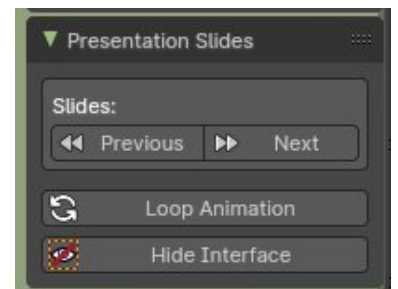 Presentation Slides
Slides:
Previous Next
Loop Animation
Hide Interface